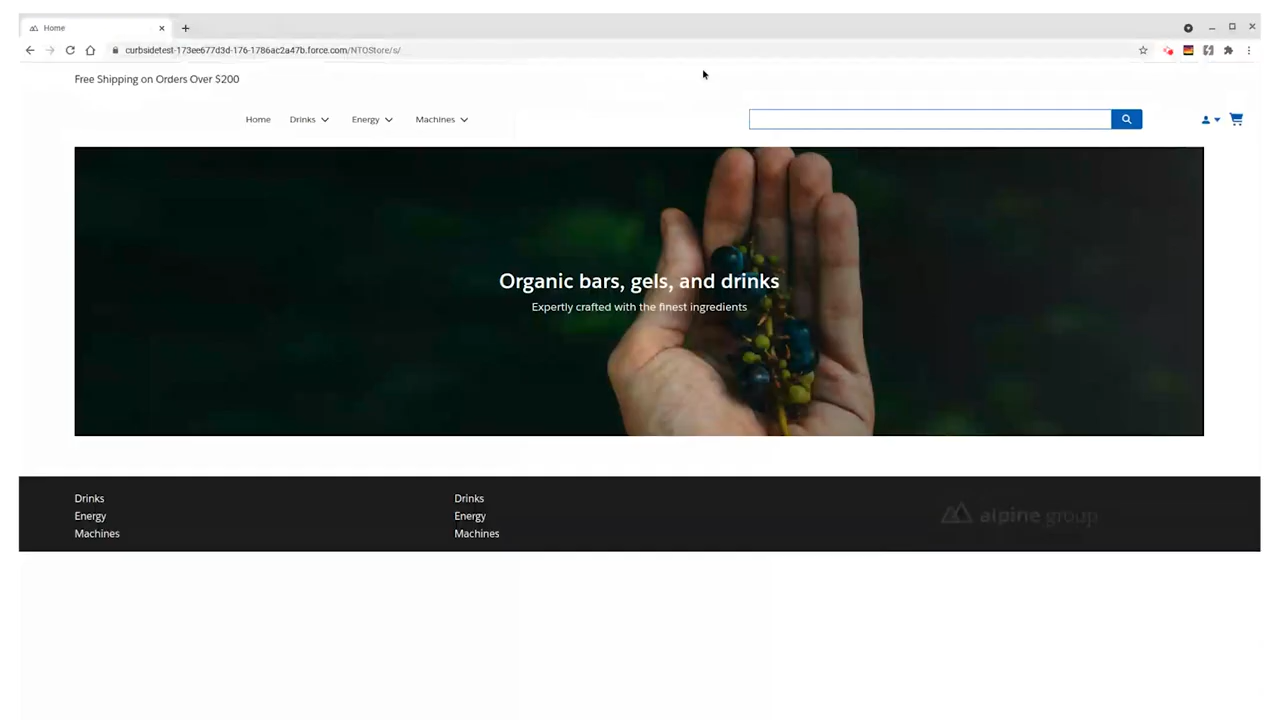 Home
curbsidetest-173ee677d3d-176-1786ac2a47b.force.com/NTOStore/s/
Free Shipping on Orders Over $200
Home Drinks Energy Machines
Organic bars, gels, and drinks
Expertly crafted with the finest ingredients
Drinks
Energy
Machines
Drinks
Energy
Machines
alpine group